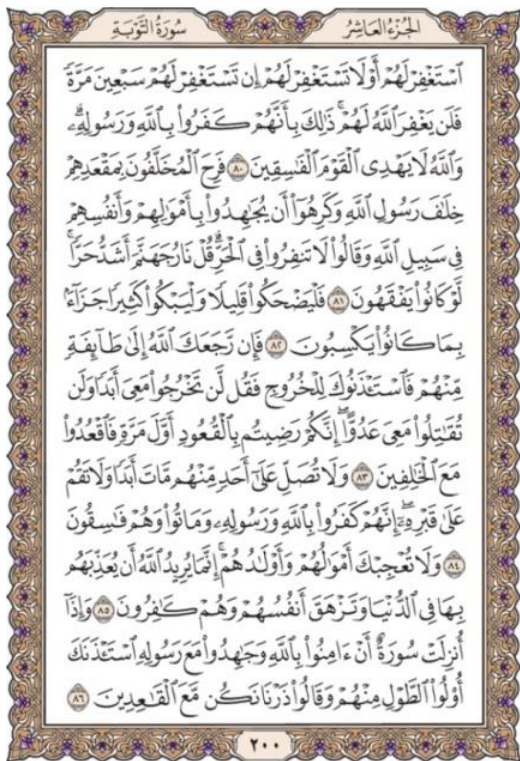 الجُزءُ العَاشِرُ
سُورَةُ التَّوْبَةِ
ٱسۡتَغۡفِرۡ لَهُمۡ أَوۡ لَا تَسۡتَغۡفِرۡ لَهُمۡ إِن تَسۡتَغۡفِرۡ لَهُمۡ سَبۡعِينَ مَرَّةٗ
فَلَن يَغۡفِرَ ٱللَّهُ لَهُمۡۚ ذَٰلِكَ بِأَنَّهُمۡ كَفَرُواْ بِٱللَّهِ وَرَسُولِهِۦۗ
وَٱللَّهُ لَا يَهۡدِي ٱلۡقَوۡمَ ٱلۡفَٰسِقِينَ ٨٠ فَرِحَ ٱلۡمُخَلَّفُونَ بِمَقۡعَدِهِمۡ
خِلَٰفَ رَسُولِ ٱللَّهِ وَكَرِهُوٓاْ أَن يُجَٰهِدُواْ بِأَمۡوَٰلِهِمۡ وَأَنفُسِهِمۡ
فِي سَبِيلِ ٱللَّهِ وَقَالُواْ لَا تَنفِرُواْ فِي ٱلۡحَرِّۗ قُلۡ نَارُ جَهَنَّمَ أَشَدُّ حَرّٗاۚ
لَّوۡ كَانُواْ يَفۡقَهُونَ ٨١ فَلۡيَضۡحَكُواْ قَلِيلٗا وَلۡيَبۡكُواْ كَثِيرٗا جَزَآءَۢ
بِمَا كَانُواْ يَكۡسِبُونَ ٨٢ فَإِن رَّجَعَكَ ٱللَّهُ إِلَىٰ طَآئِفَةٖ
مِّنۡهُمۡ فَٱسۡتَـٔۡذَنُوكَ لِلۡخُرُوجِ فَقُل لَّن تَخۡرُجُواْ مَعِيَ أَبَدٗا وَلَن
تُقَٰتِلُواْ مَعِيَ عَدُوًّاۖ إِنَّكُمۡ رَضِيتُم بِٱلۡقُعُودِ أَوَّلَ مَرَّةٖ فَٱقۡعُدُواْ
مَعَ ٱلۡخَٰلِفِينَ ٨٣ وَلَا تُصَلِّ عَلَىٰٓ أَحَدٖ مِّنۡهُم مَّاتَ أَبَدٗا وَلَا تَقُمۡ
عَلَىٰ قَبۡرِهِۦٓۖ إِنَّهُمۡ كَفَرُواْ بِٱللَّهِ وَرَسُولِهِۦ وَمَاتُواْ وَهُمۡ فَٰسِقُونَ
٨٤ وَلَا تُعۡجِبۡكَ أَمۡوَٰلُهُمۡ وَأَوۡلَٰدُهُمۡۚ إِنَّمَا يُرِيدُ ٱللَّهُ أَن يُعَذِّبَهُم
بِهَا فِي ٱلدُّنۡيَا وَتَزۡهَقَ أَنفُسُهُمۡ وَهُمۡ كَٰفِرُونَ ٨٥ وَإِذَآ
أُنزِلَتۡ سُورَةٌ أَنۡ ءَامِنُواْ بِٱللَّهِ وَجَٰهِدُواْ مَعَ رَسُولِهِ ٱسۡتَـٔۡذَنَكَ
أُوْلُواْ ٱلطَّوۡلِ مِنۡهُمۡ وَقَالُواْ ذَرۡنَا نَكُن مَّعَ ٱلۡقَٰعِدِينَ ٨٦
٢٠٠